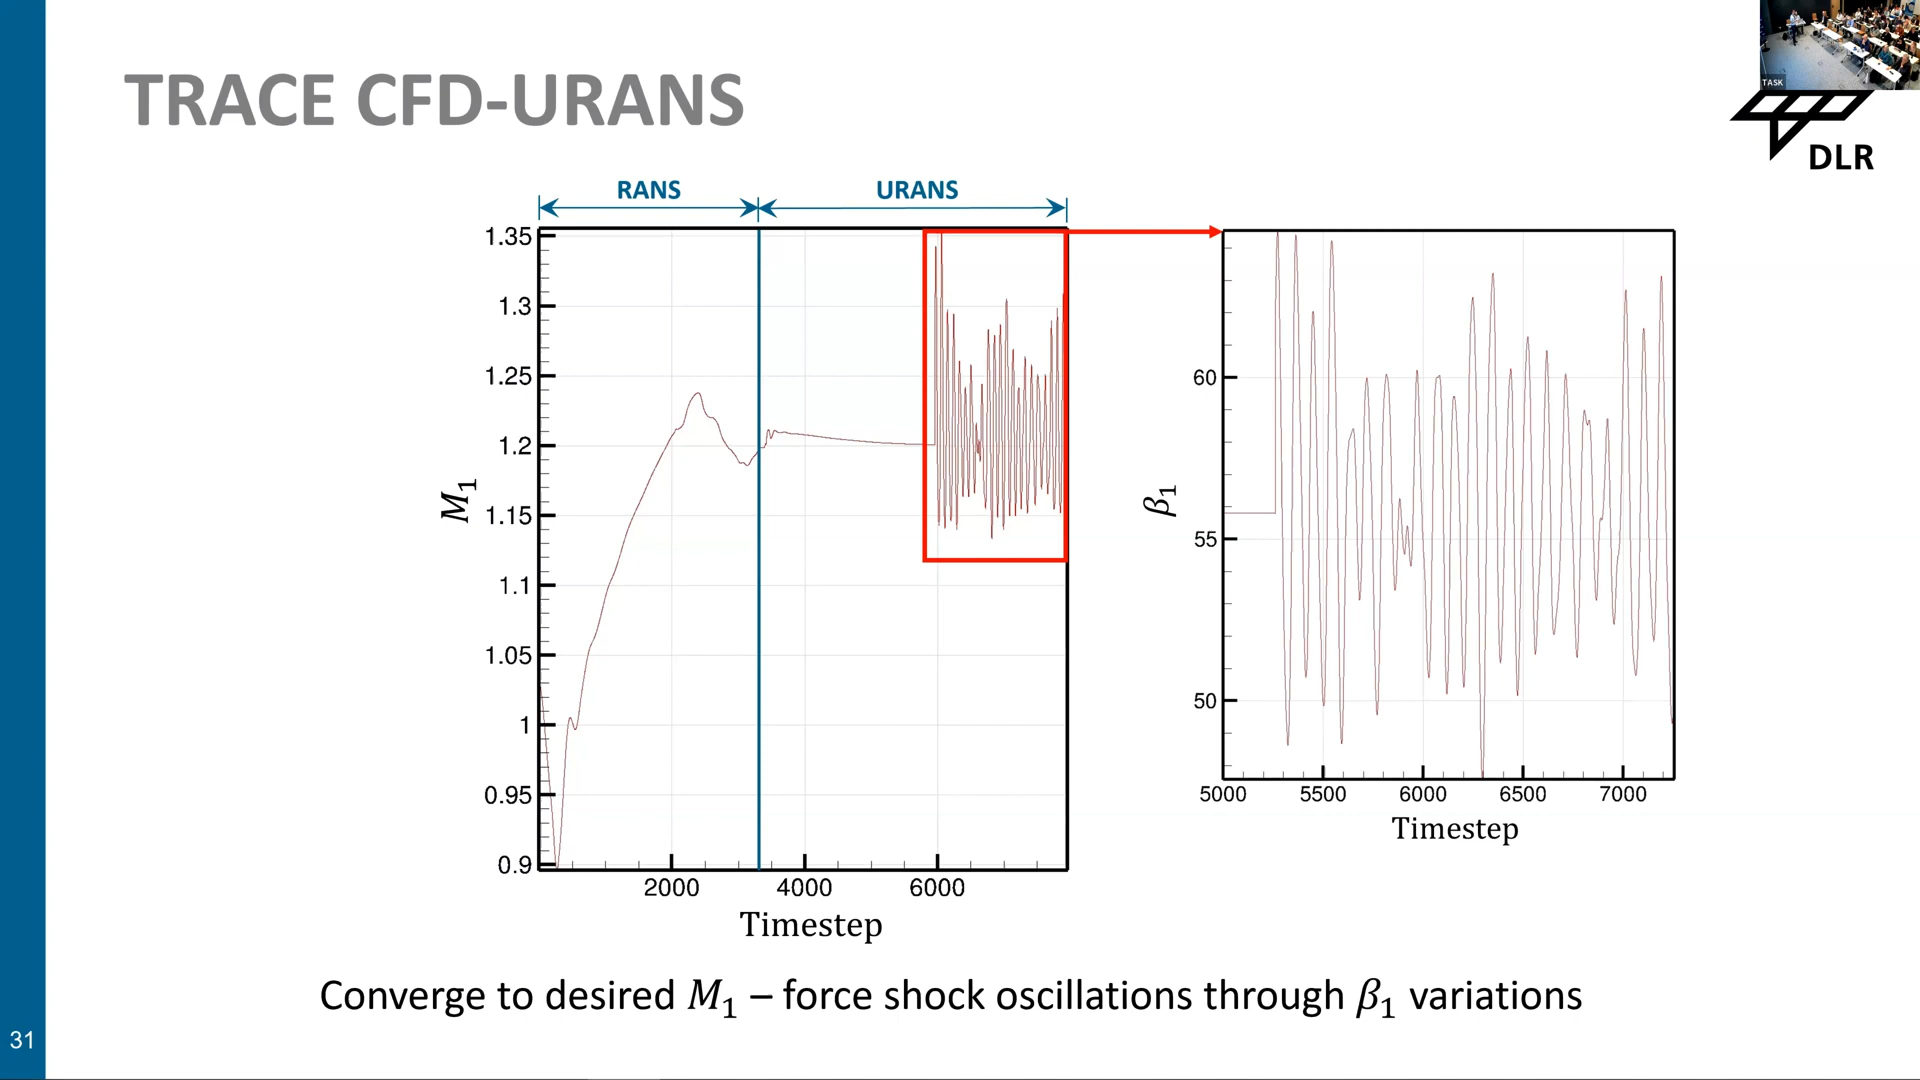 TASK
TRACE CFD-URANS
DLR
RANS
URANS
1.35
1.3
1.25
1.2
1.15
1.1
1.05
1
0.95
0.9
M₁
2000
4000
6000
Timestep
60
55
50
β₁
5000
5500
6000
6500
7000
Timestep
Converge to desired M₁ – force shock oscillations through β₁ variations
31